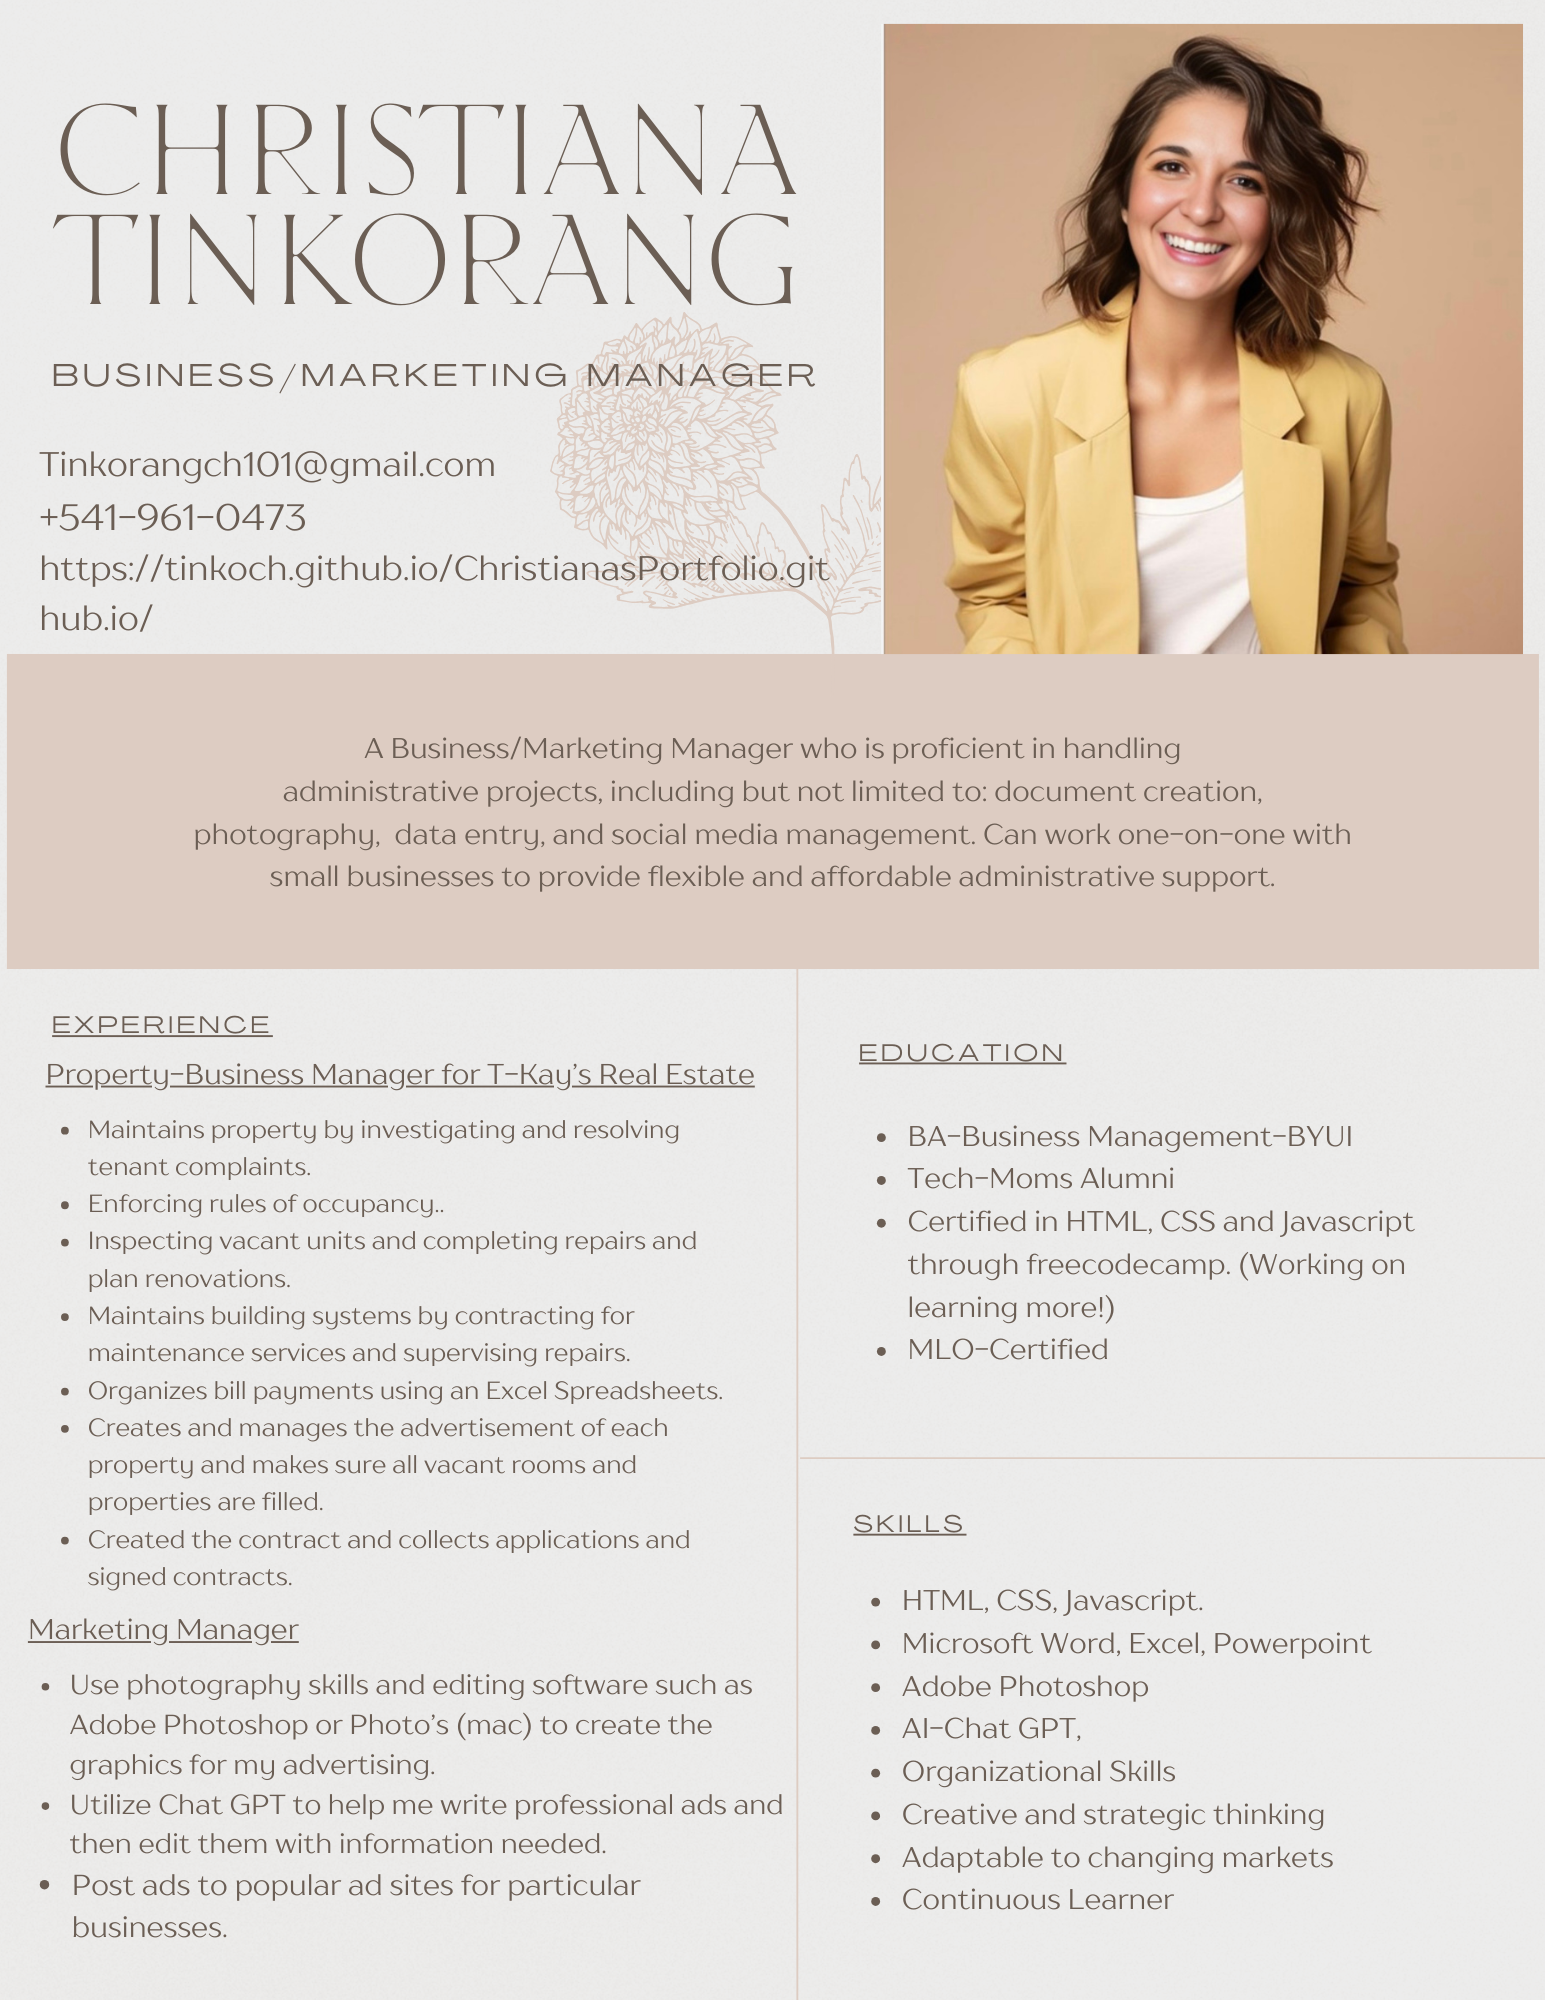 CHRISTIANA
TINKORANG
BUSINESS/MARKETING MANAGER
Tinkorangch101@gmail.com
+541-961-0473
https://tinkoch.github.io/ChristianasPortfolio.git
hub.io/
A Business/Marketing Manager who is proficient in handling
administrative projects, including but not limited to: document creation,
photography,  data entry, and social media management. Can work one-on-one with
small businesses to provide flexible and affordable administrative support.
EXPERIENCE
Property-Business Manager for T-Kay's Real Estate
• Maintains property by investigating and resolving
tenant complaints.
• Enforcing rules of occupancy..
• Inspecting vacant units and completing repairs and
plan renovations.
• Maintains building systems by contracting for
maintenance services and supervising repairs.
• Organizes bill payments using an Excel Spreadsheets.
• Creates and manages the advertisement of each
property and makes sure all vacant rooms and
properties are filled.
• Created the contract and collects applications and
signed contracts.
Marketing Manager
• Use photography skills and editing software such as
Adobe Photoshop or Photo's (mac) to create the
graphics for my advertising.
• Utilize Chat GPT to help me write professional ads and
then edit them with information needed.
• Post ads to popular ad sites for particular
businesses.
EDUCATION
• BA-Business Management-BYUI
• Tech-Moms Alumni
• Certified in HTML, CSS and Javascript
through freecodecamp. (Working on
learning more!)
• MLO-Certified
SKILLS
• HTML, CSS, Javascript.
• Microsoft Word, Excel, Powerpoint
• Adobe Photoshop
• AI-Chat GPT,
• Organizational Skills
• Creative and strategic thinking
• Adaptable to changing markets
• Continuous Learner